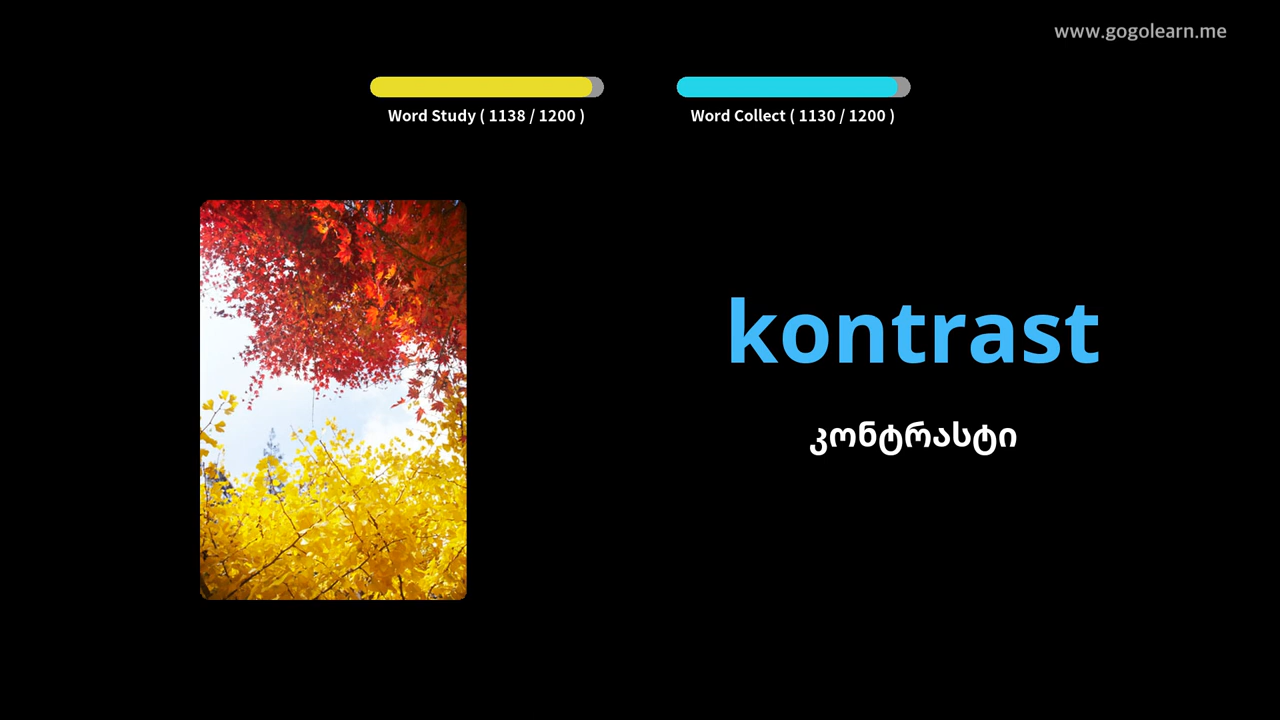 www.gogolearn.me
Word Study ( 1138 / 1200 )
Word Collect ( 1130 / 1200 )
kontrast
კონტრასტი